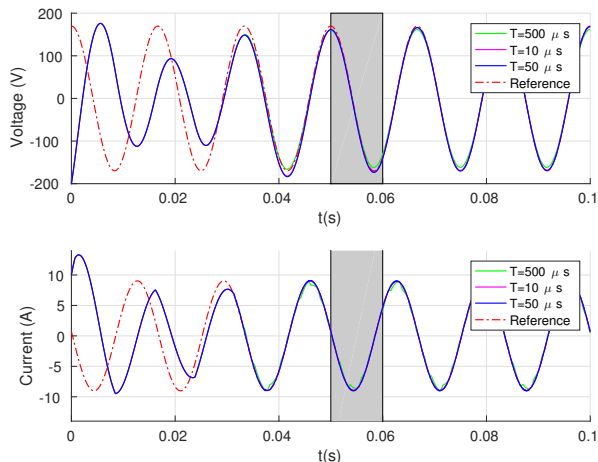 200
100
0
-100
-200
Voltage (V)
0
0.02
0.04
0.06
0.08
0.1
t(s)
T=500 μ s
T=10 μ s
T=50 μ s
Reference
10
5
0
-5
-10
Current (A)
0
0.02
0.04
0.06
0.08
0.1
t(s)
T=500 μ s
T=10 μ s
T=50 μ s
Reference